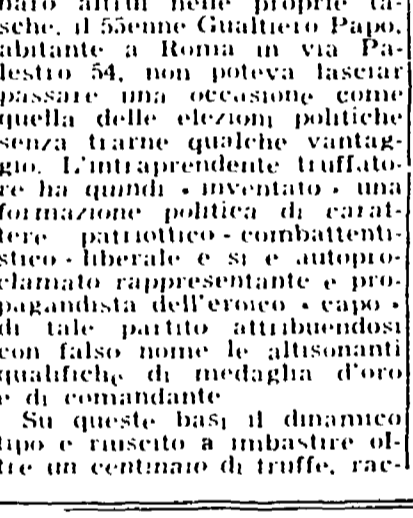 naro altrui nelle proprie ta-
sche, il 55enne Gualtiero Papo,
abitante a Roma in via Pa-
lestro 54, non poteva lasciar
passare una occasione come
quella delle elezioni politiche
senza trarne qualche vantag-
gio. L'intraprendente truffato-
re ha quindi « inventato » una
formazione politica di carat-
tere patriottico - combattenti-
stico - liberale e si è autopro-
clamato rappresentante e pro-
pagandista dell'eroico « capo »
di tale partito attribuendosi
con falso nome le altisonanti
qualifiche di medaglia d'oro
e di comandante
Su queste basi il dinamico
tipo è riuscito a imbastire ol-
tre un centinaio di truffe, rac-